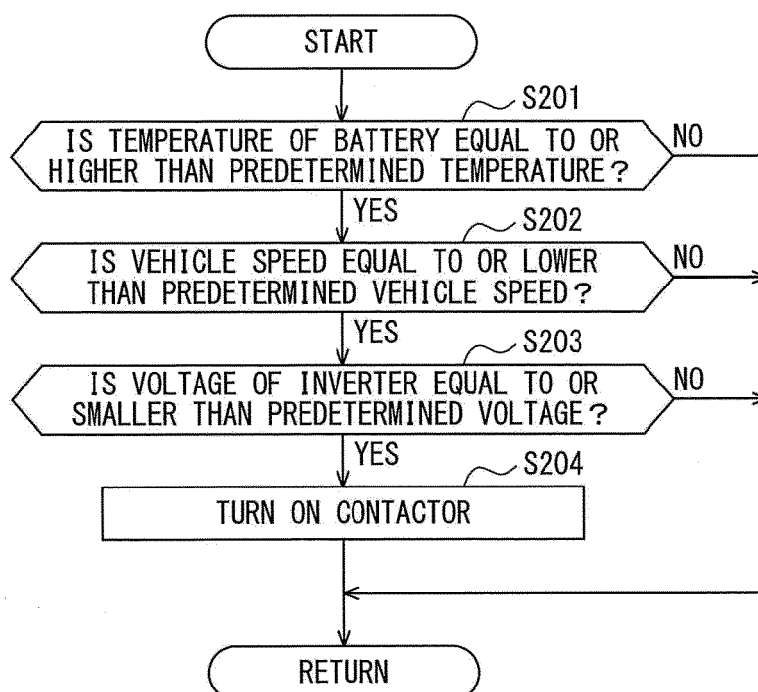 START
S201
IS TEMPERATURE OF BATTERY EQUAL TO OR
HIGHER THAN PREDETERMINED TEMPERATURE?
NO
YES
S202
IS VEHICLE SPEED EQUAL TO OR LOWER
THAN PREDETERMINED VEHICLE SPEED?
NO
YES
S203
IS VOLTAGE OF INVERTER EQUAL TO OR
SMALLER THAN PREDETERMINED VOLTAGE?
NO
YES
S204
TURN ON CONTACTOR
RETURN